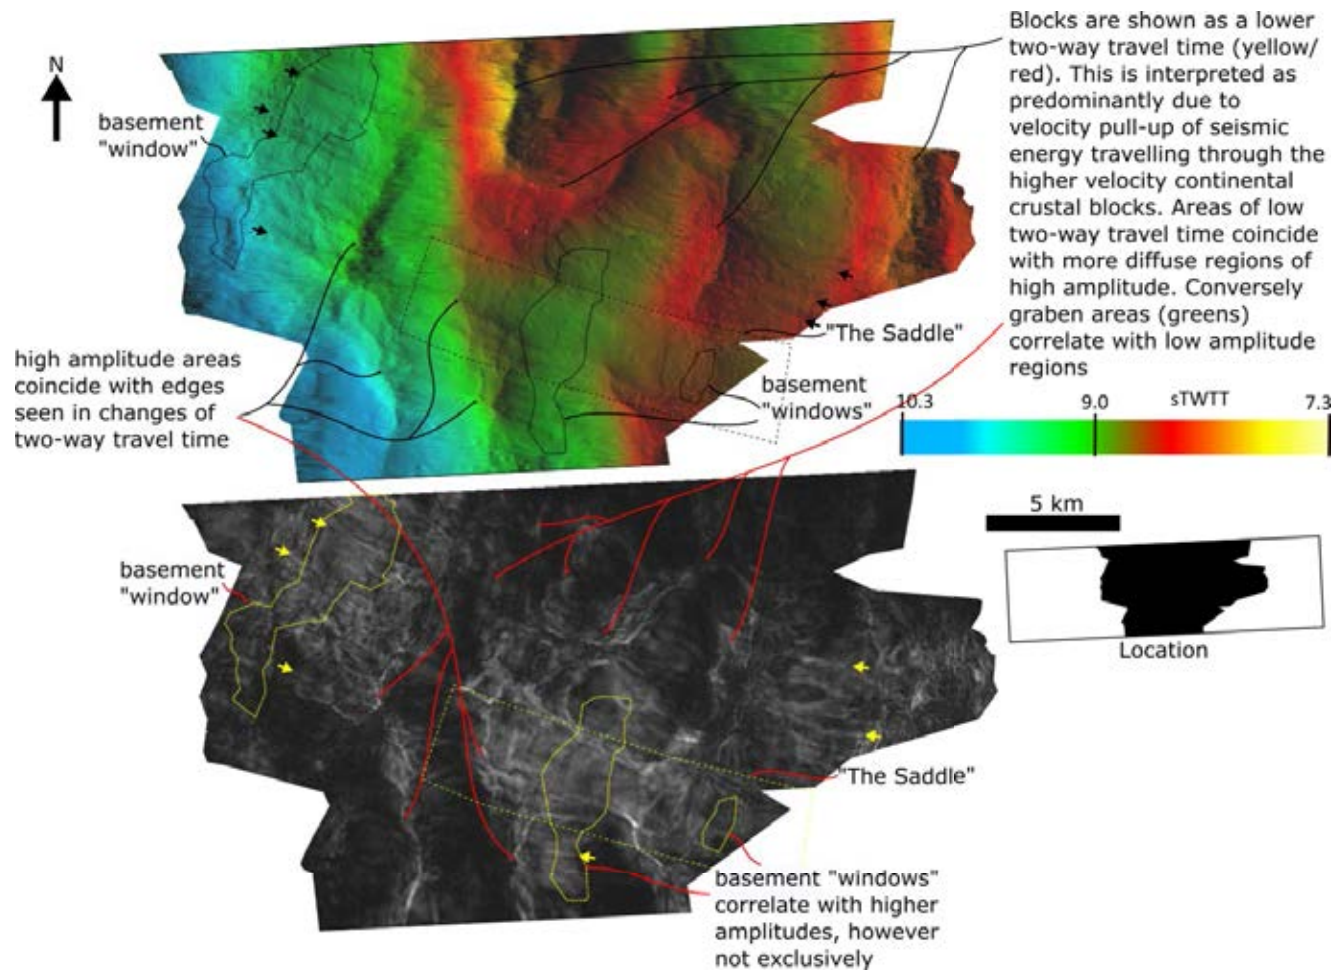 Blocks are shown as a lower
two-way travel time (yellow/
red). This is interpreted as
predominantly due to
velocity pull-up of seismic
energy travelling through the
higher velocity continental
crustal blocks. Areas of low
two-way travel time coincide
with more diffuse regions of
high amplitude. Conversely
graben areas (greens)
correlate with low amplitude
regions
N
basement
"window"
"The Saddle"
high amplitude areas
coincide with edges
seen in changes of
two-way travel time
basement
"windows"
10.3 9.0 sTWTT 7.3
5 km
Location
basement
"window"
"The Saddle"
basement "windows"
correlate with higher
amplitudes, however
not exclusively